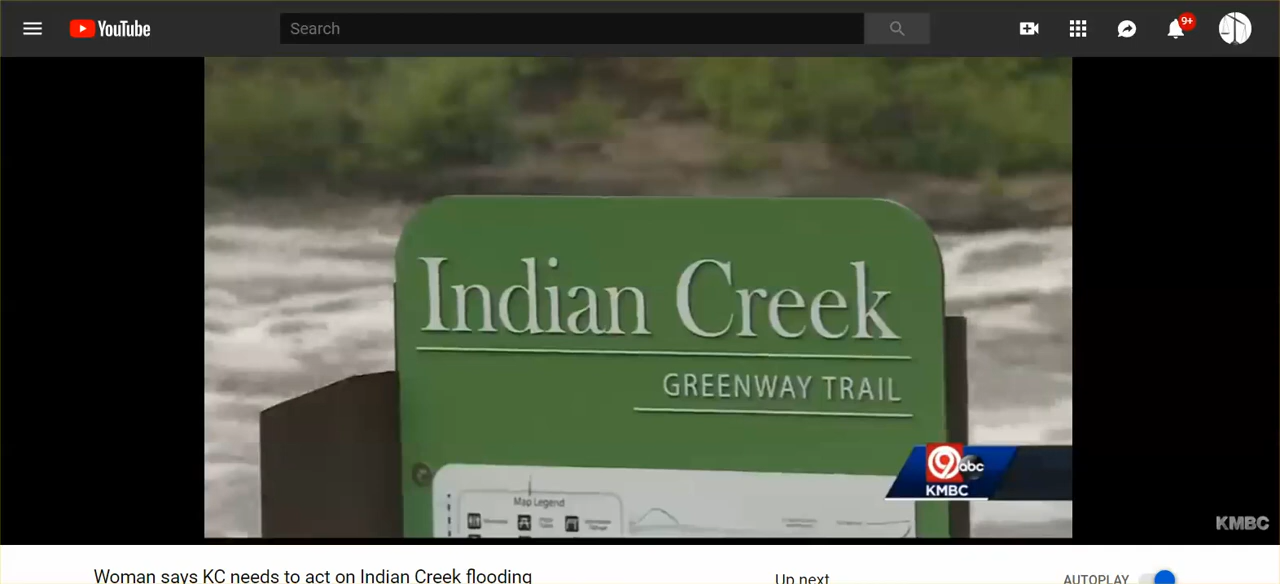 YouTube
Search
9+
Indian Creek
GREENWAY TRAIL
Map Legend
9 abc
KMBC
KMBC
Woman says KC needs to act on Indian Creek flooding
Up next
AUTOPLAY